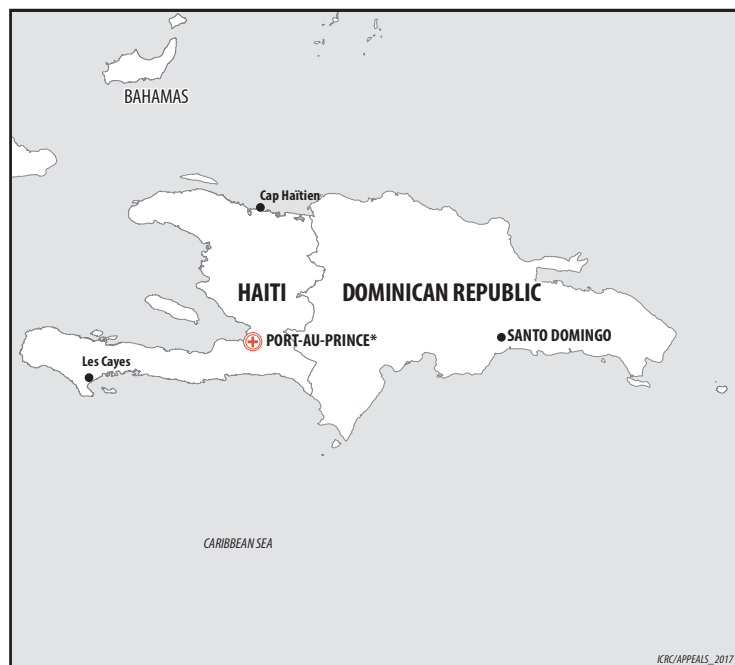 BAHAMAS
Cap Haïtien
HAITI
DOMINICAN REPUBLIC
PORT-AU-PRINCE*
SANTO DOMINGO
Les Cayes
CARIBBEAN SEA
ICRC/APPEALS_2017